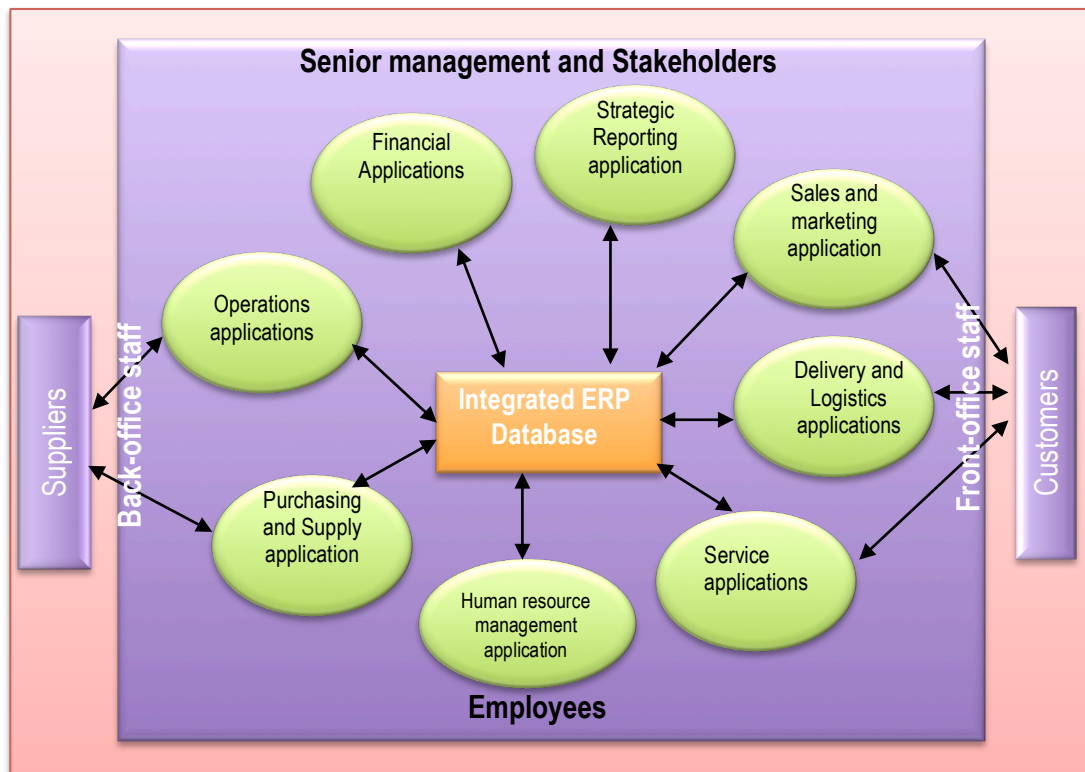 Senior management and Stakeholders
Financial
Applications
Strategic
Reporting
application
Sales and
marketing
application
Operations
applications
Suppliers
Back-office staff
Integrated ERP
Database
Delivery and
Logistics
applications
Front-office staff
Customers
Purchasing
and Supply
application
Service
applications
Human resource
management
application
Employees